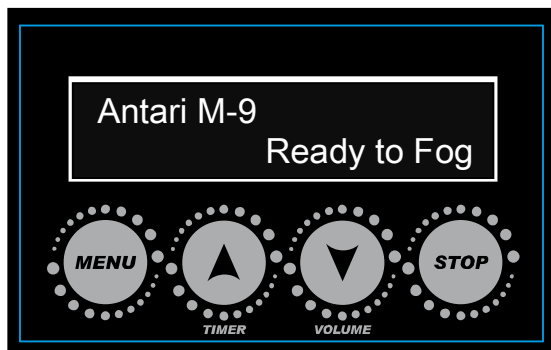 Antari M-9
Ready to Fog
MENU
STOP
TIMER
VOLUME